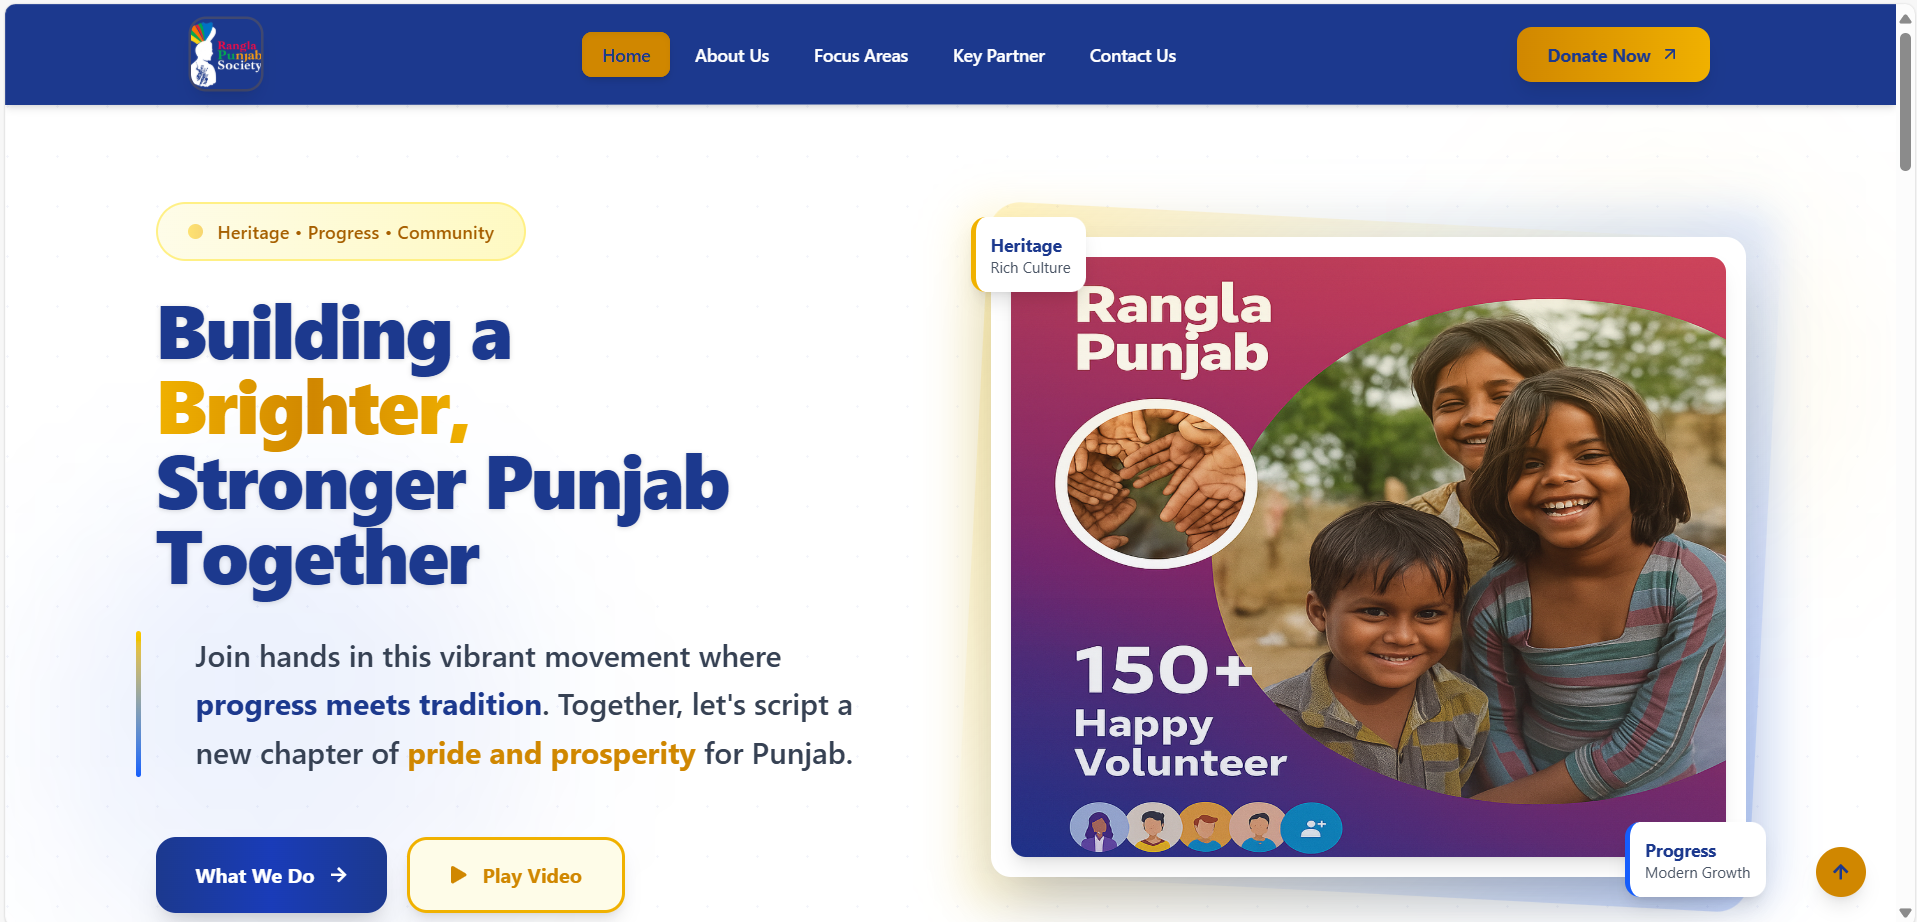 Rangla
Punjab
Society
Home
About Us
Focus Areas
Key Partner
Contact Us
Donate Now
Heritage • Progress • Community
Building a
Brighter,
Stronger Punjab
Together
Join hands in this vibrant movement where
progress meets tradition. Together, let's script a
new chapter of pride and prosperity for Punjab.
What We Do
Play Video
Heritage
Rich Culture
Rangla
Punjab
150+
Happy
Volunteer
Progress
Modern Growth